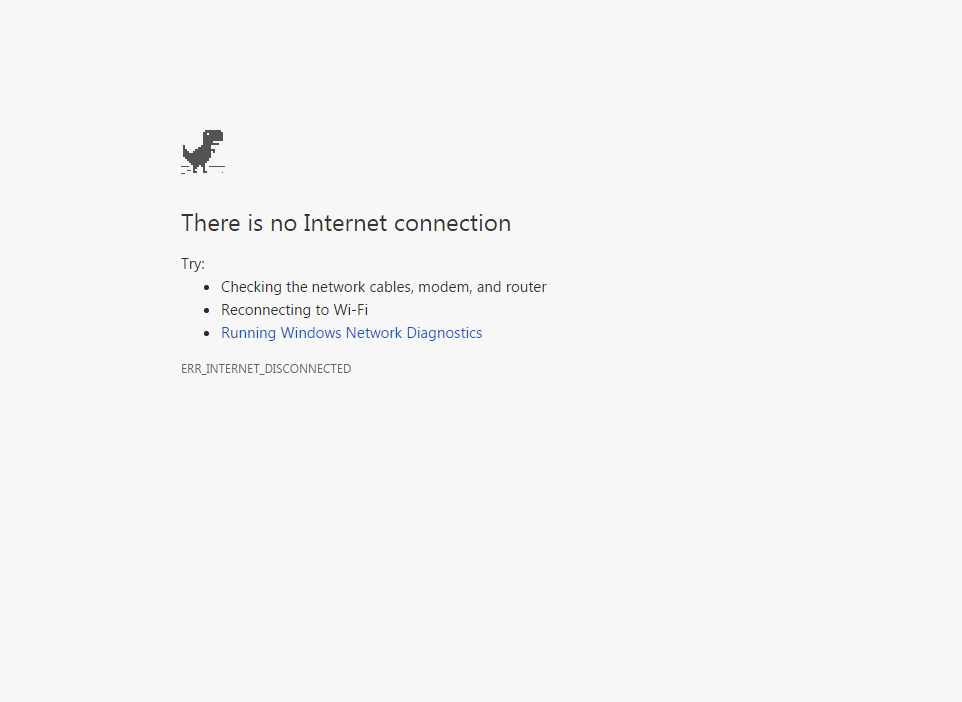 There is no Internet connection
Try:
Checking the network cables, modem, and router
Reconnecting to Wi-Fi
Running Windows Network Diagnostics
ERR_INTERNET_DISCONNECTED